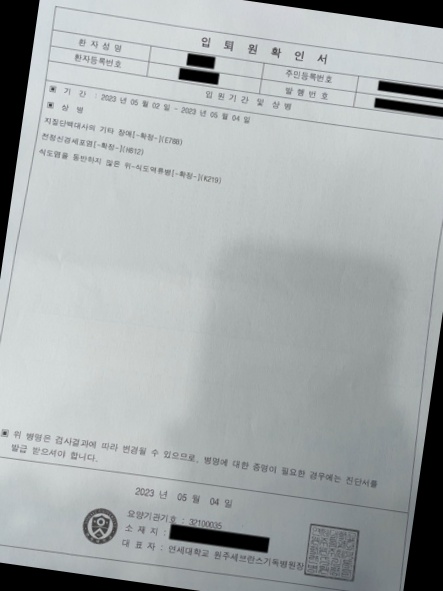 입 퇴 원 확 인 서
환 자 성 명
주민등록번호
환자등록번호
발 행 번 호
입 원 기 간 및 상 병
▣ 기 간 : 2023 년 05 월 02 일 - 2023 년 05 월 04 일
▣ 상 병
지질단백대사의 기타 장애[-확정-](E788)
전정신경세포염[-확정-](H812)
식도염을 동반하지 않은 위-식도역류병[-확정-](K219)
▣ 위 병명은 검사결과에 따라 변경될 수 있으므로, 병명에 대한 증명이 필요한 경우에는 진단서를
발급 받으셔야 합니다.
2023 년 05 월 04 일
요양기관기호 : 32100035
소 재 지 :
대 표 자 : 연세대학교 원주세브란스기독병원장